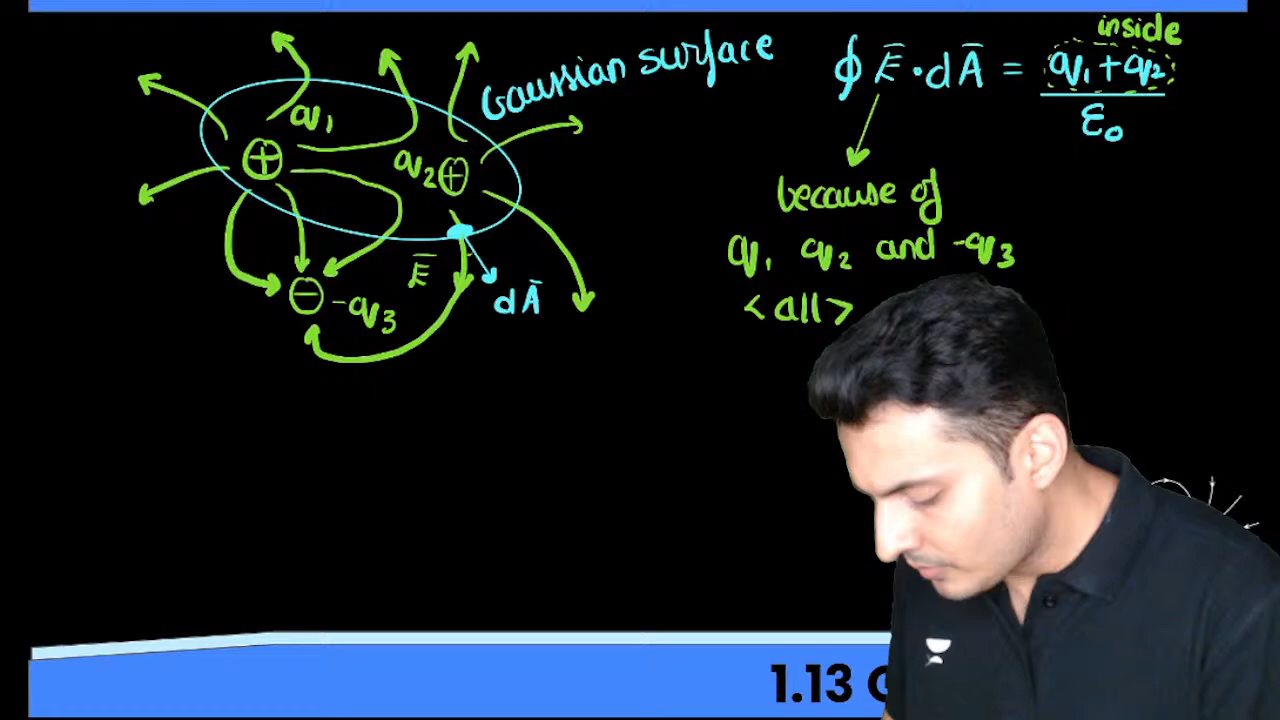 inside
Gaussian surface
∮ Ē · dĀ = q₁ + q₂ / ε₀
q₁
q₂
because of
q₁ q₂ and -q₃
<all>
Ē
dĀ
-q₃
1.13